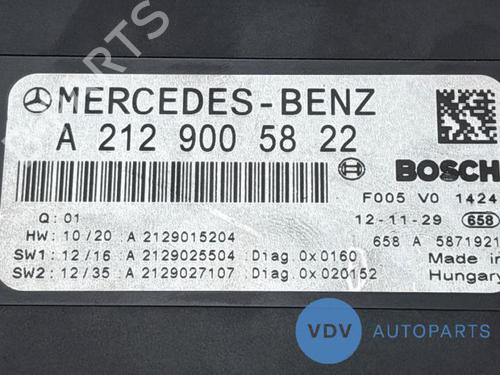 MERCEDES-BENZ
A 212 900 58 22
BOSCH
F005 V0 1424
Q: 01
12-11-29 658
HW: 10/20 A 2129015204
658 A 5871921
SW1: 12/16 A 2129025504 Diag.0x0160
Made in
SW2: 12/35 A 2129027107 Diag.0x020152
Hungary
VDV AUTOPARTS